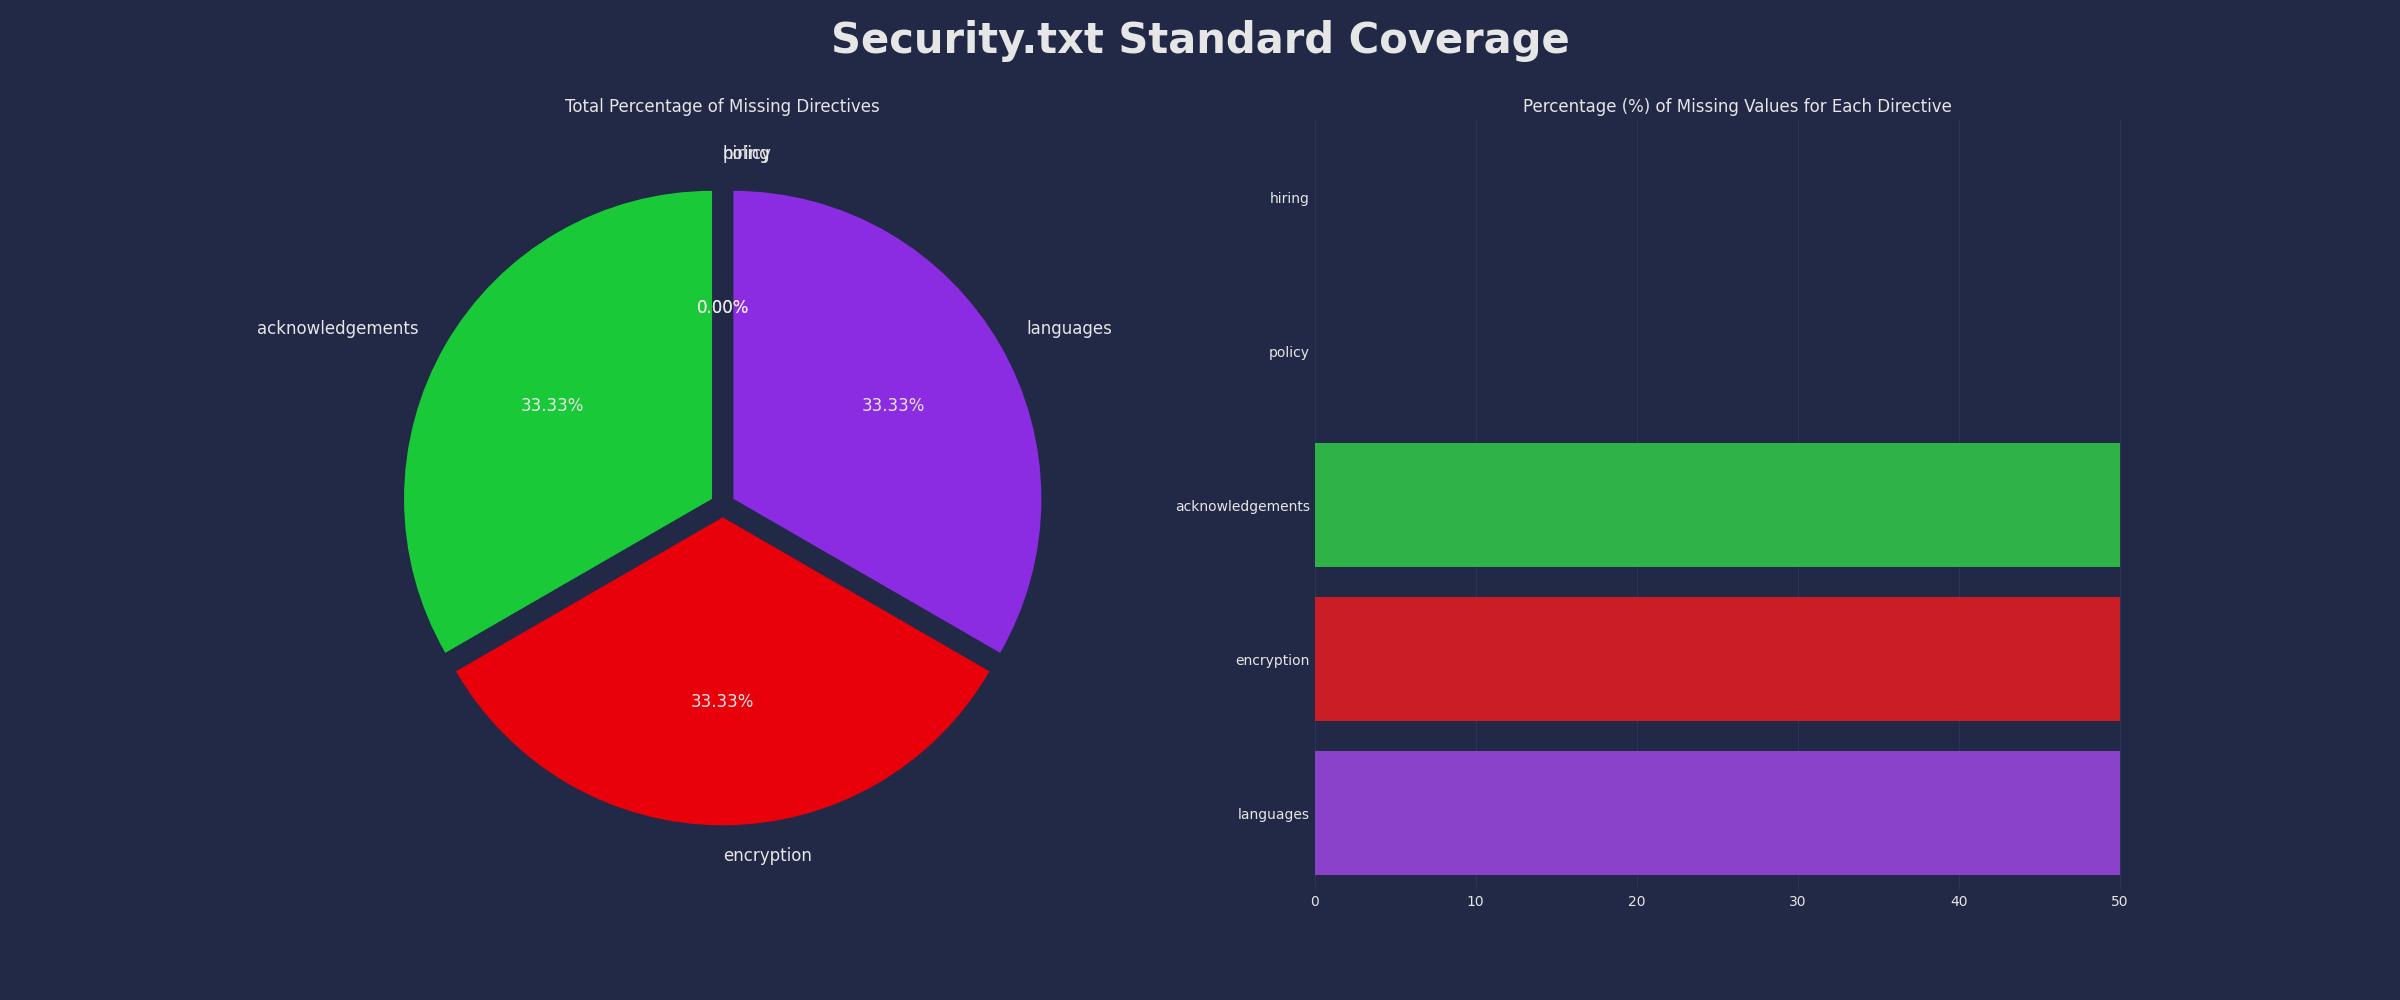 Security.txt Standard Coverage
Total Percentage of Missing Directives
hiring
policy
0.00%
acknowledgements
languages
33.33%
33.33%
33.33%
encryption
Percentage (%) of Missing Values for Each Directive
hiring
policy
acknowledgements
encryption
languages
0 10 20 30 40 50